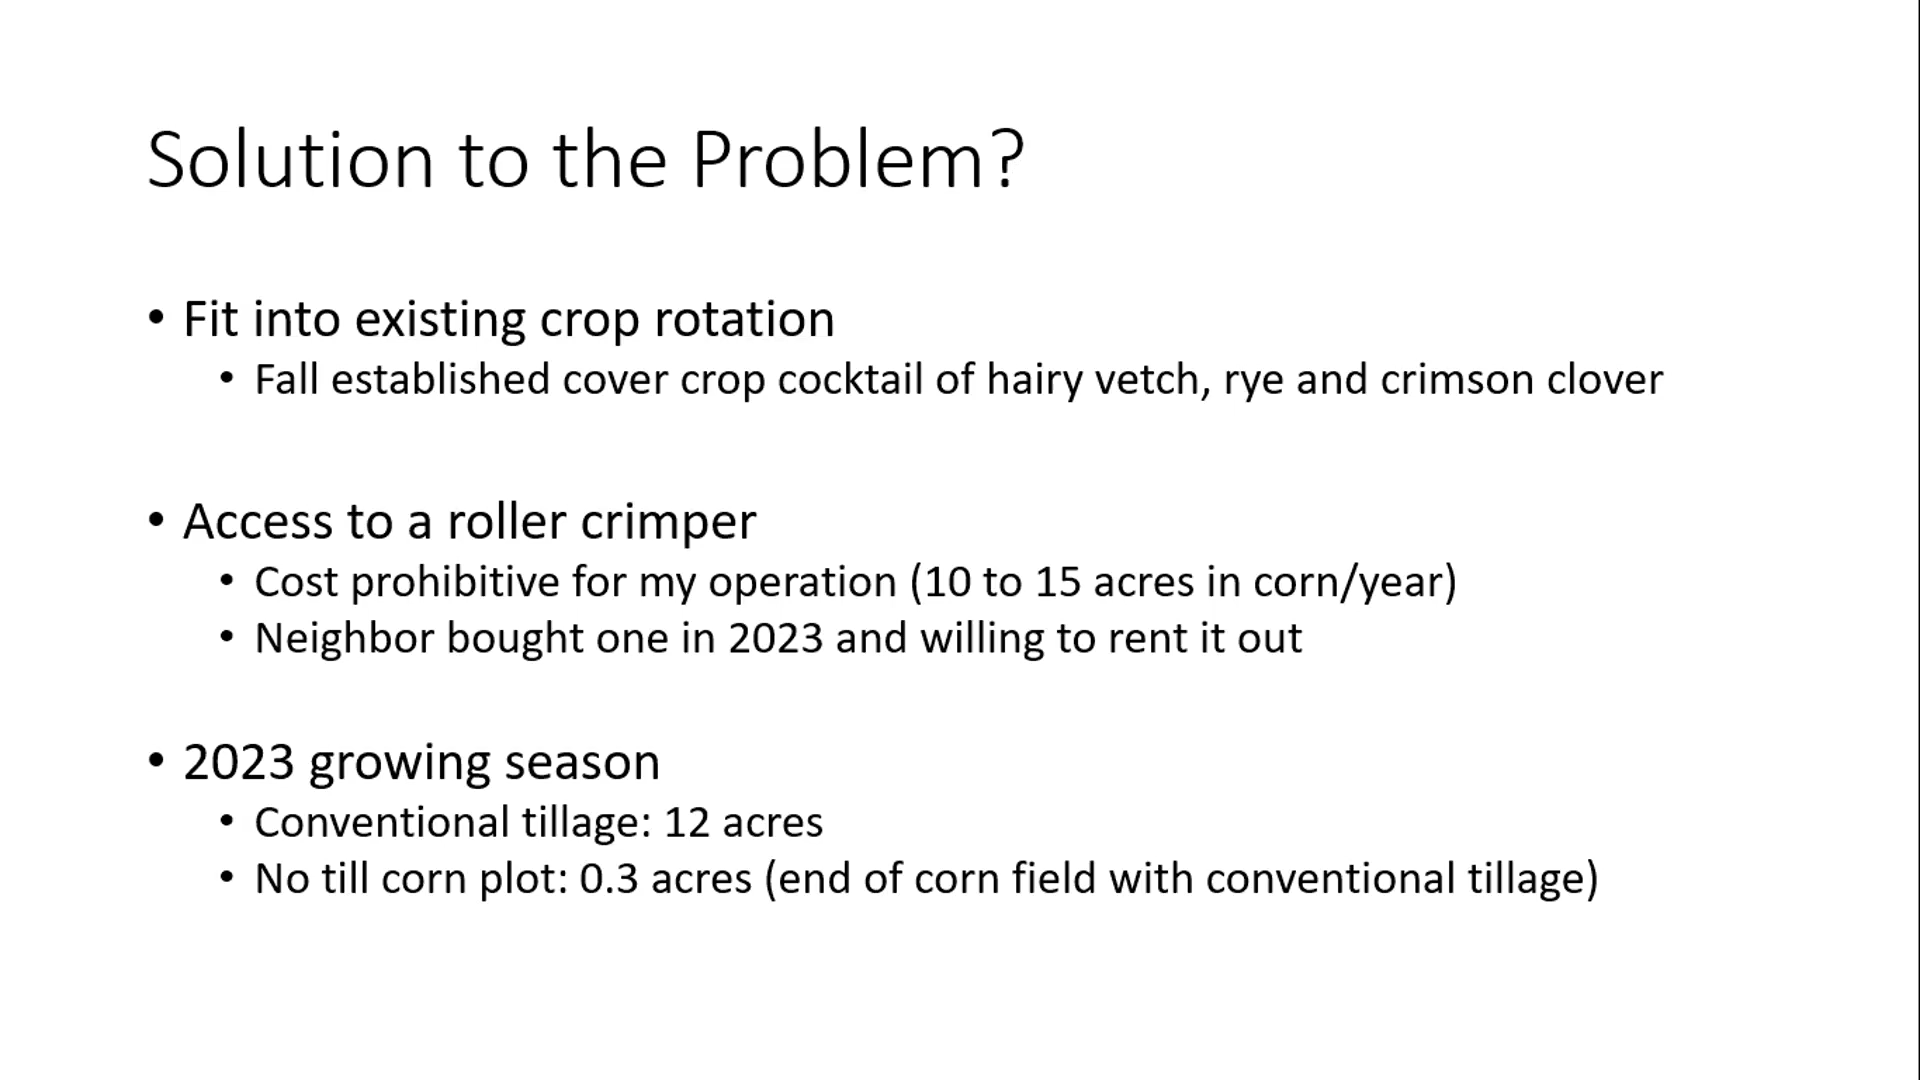 Solution to the Problem?
• Fit into existing crop rotation
• Fall established cover crop cocktail of hairy vetch, rye and crimson clover
• Access to a roller crimper
• Cost prohibitive for my operation (10 to 15 acres in corn/year)
• Neighbor bought one in 2023 and willing to rent it out
• 2023 growing season
• Conventional tillage: 12 acres
• No till corn plot: 0.3 acres (end of corn field with conventional tillage)